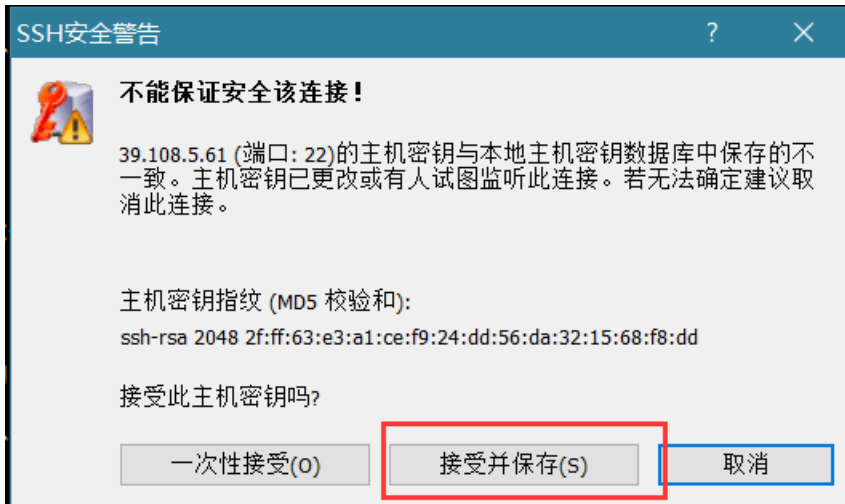 SSH安全警告
不能保证安全该连接！
39.108.5.61 (端口: 22)的主机密钥与本地主机密钥数据库中保存的不
一致。主机密钥已更改或有人试图监听此连接。若无法确定建议取
消此连接。
主机密钥指纹 (MD5 校验和):
ssh-rsa 2048 2f:ff:63:e3:a1:ce:f9:24:dd:56:da:32:15:68:f8:dd
接受此主机密钥吗?
一次性接受(O) 接受并保存(S) 取消